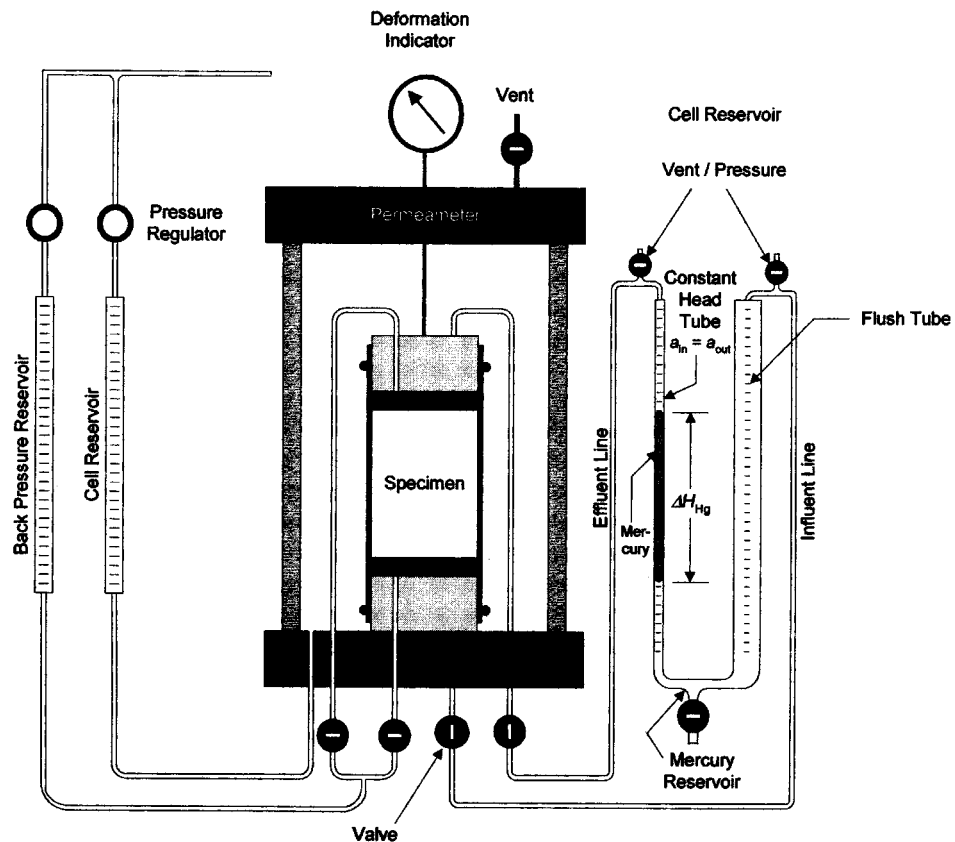 Deformation
Indicator
Vent
Cell Reservoir
Vent / Pressure
Permeameter
Pressure
Regulator
Constant
Head
Tube
a_in = a_out
Flush Tube
Back Pressure Reservoir
Cell Reservoir
Specimen
Effluent Line
Mer-
cury
ΔH_Hg
Influent Line
Mercury
Reservoir
Valve